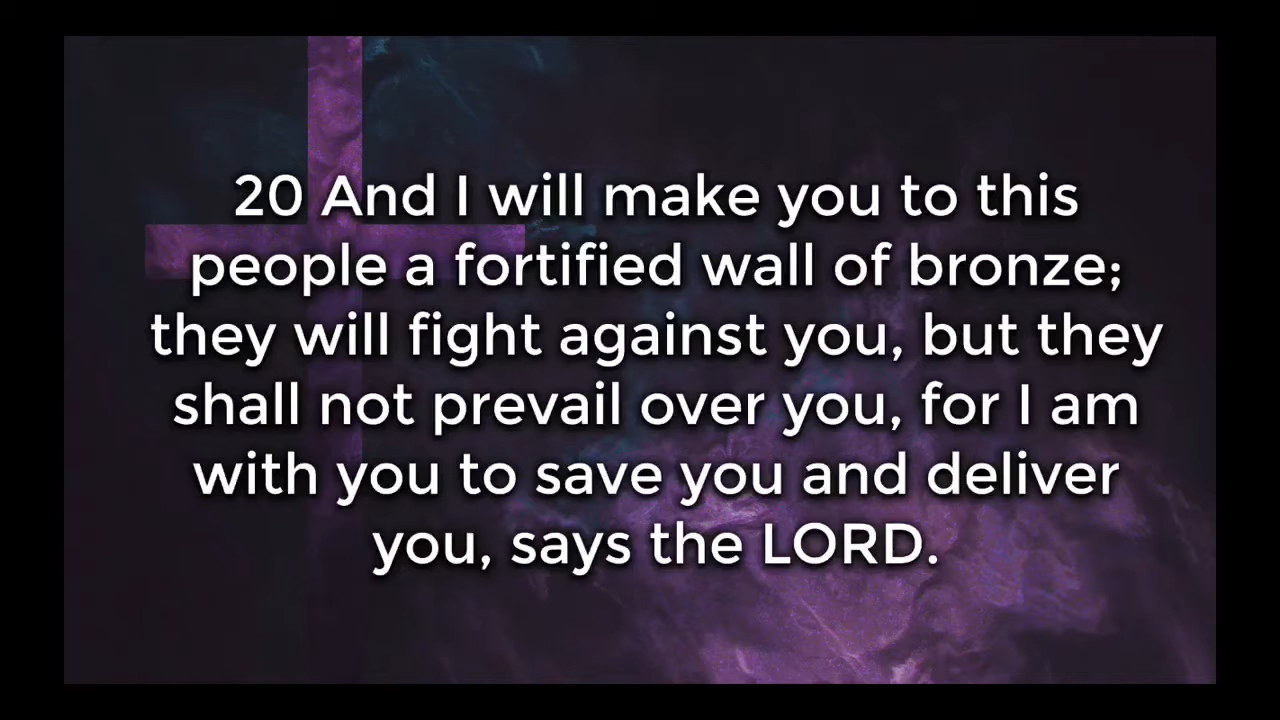 20 And I will make you to this
people a fortified wall of bronze;
they will fight against you, but they
shall not prevail over you, for I am
with you to save you and deliver
you, says the LORD.